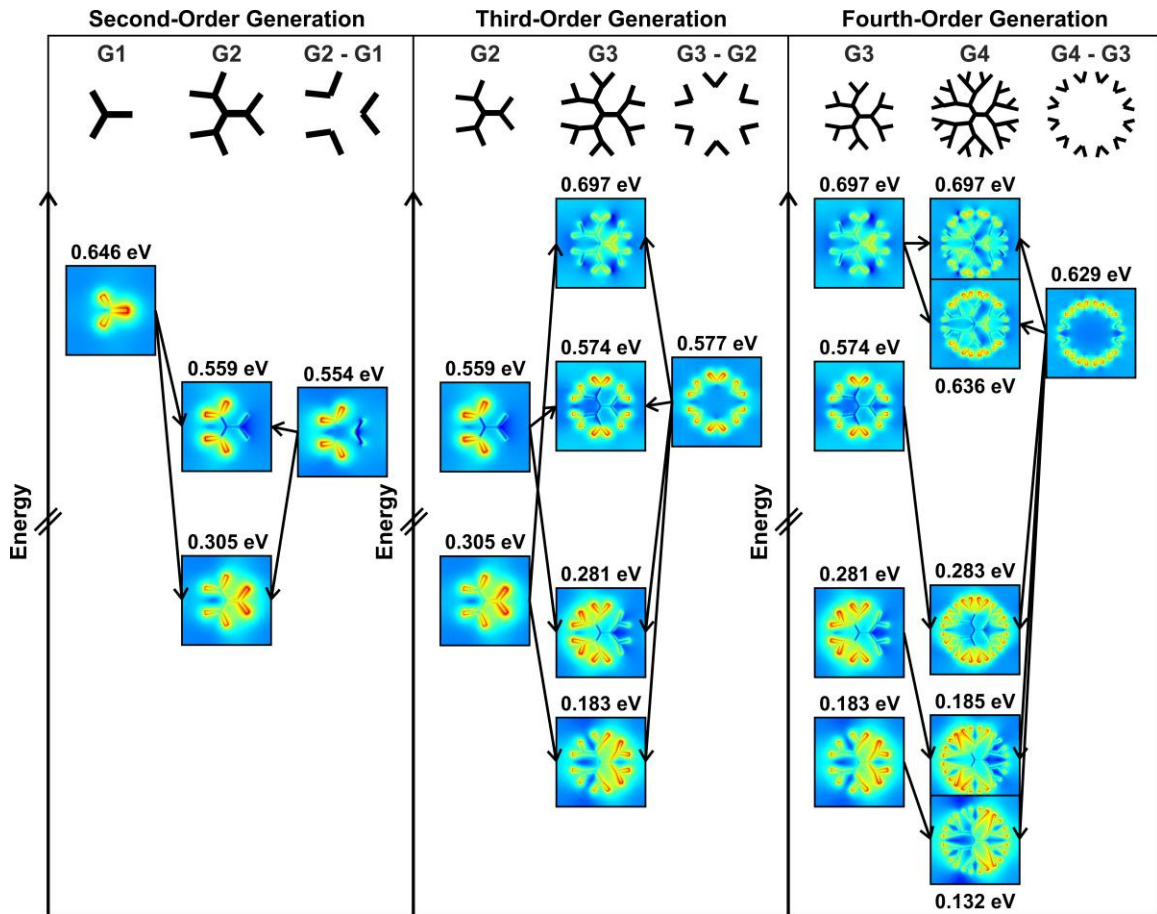 Second-Order Generation
G1
G2
G2 - G1
0.646 eV
0.559 eV
0.554 eV
0.305 eV
Energy
Third-Order Generation
G2
G3
G3 - G2
0.697 eV
0.559 eV
0.574 eV
0.577 eV
0.305 eV
0.281 eV
0.183 eV
Energy
Fourth-Order Generation
G3
G4
G4 - G3
0.697 eV
0.697 eV
0.629 eV
0.574 eV
0.636 eV
0.281 eV
0.283 eV
0.183 eV
0.185 eV
0.132 eV
Energy